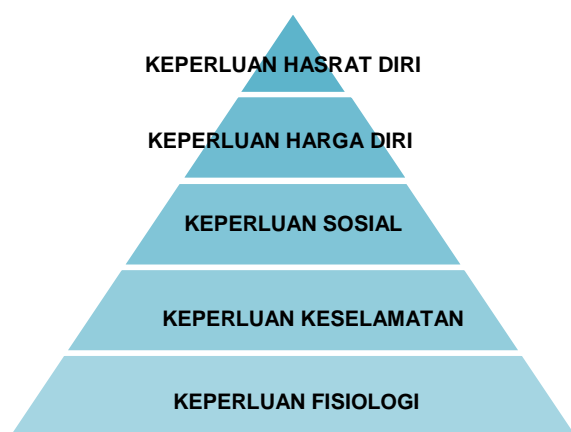 KEPERLUAN HASRAT DIRI
KEPERLUAN HARGA DIRI
KEPERLUAN SOSIAL
KEPERLUAN KESELAMATAN
KEPERLUAN FISIOLOGI